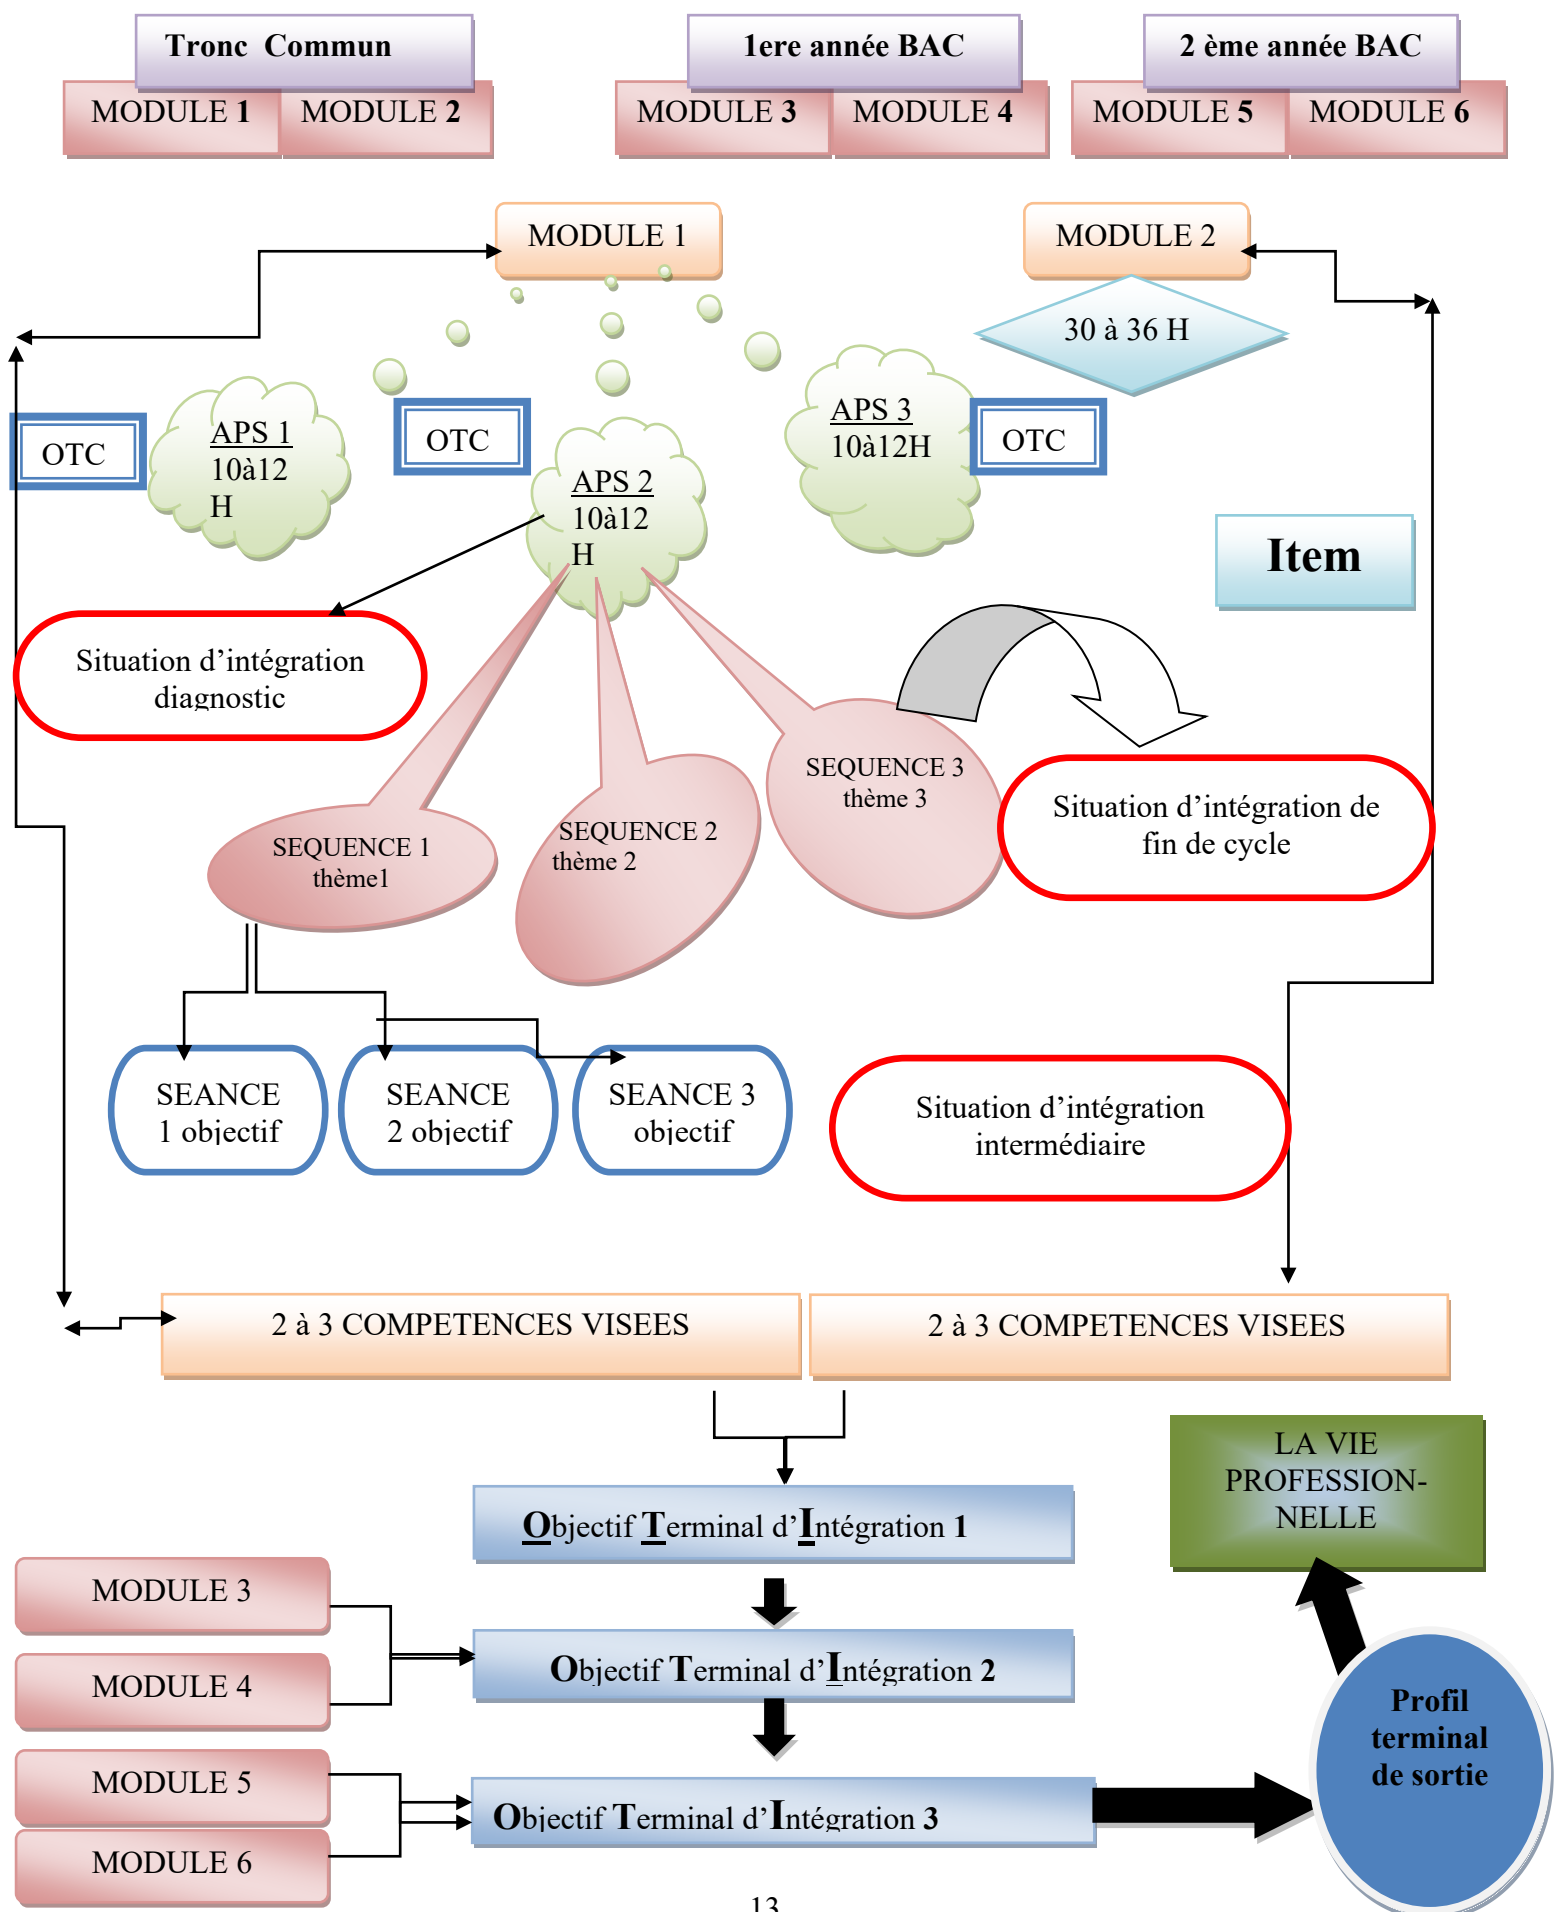 Tronc  Commun
1ere année BAC
2 ème année BAC
MODULE 1
MODULE 2
MODULE 3
MODULE 4
MODULE 5
MODULE 6
MODULE 1
MODULE 2
30 à 36 H
OTC
APS 1
10à12
H
OTC
APS 2
10à12
H
APS 3
10à12H
OTC
Item
Situation d’intégration
diagnostic
SEQUENCE 1
thème1
SEQUENCE 2
thème 2
SEQUENCE 3
thème 3
Situation d’intégration de
fin de cycle
SEANCE
1 objectif
SEANCE
2 objectif
SEANCE 3
objectif
Situation d’intégration
intermédiaire
2 à 3 COMPETENCES VISEES
2 à 3 COMPETENCES VISEES
LA VIE
PROFESSION-
NELLE
Objectif Terminal d’Intégration 1
MODULE 3
MODULE 4
Objectif Terminal d’Intégration 2
Profil
terminal
de sortie
MODULE 5
MODULE 6
Objectif Terminal d’Intégration 3
13